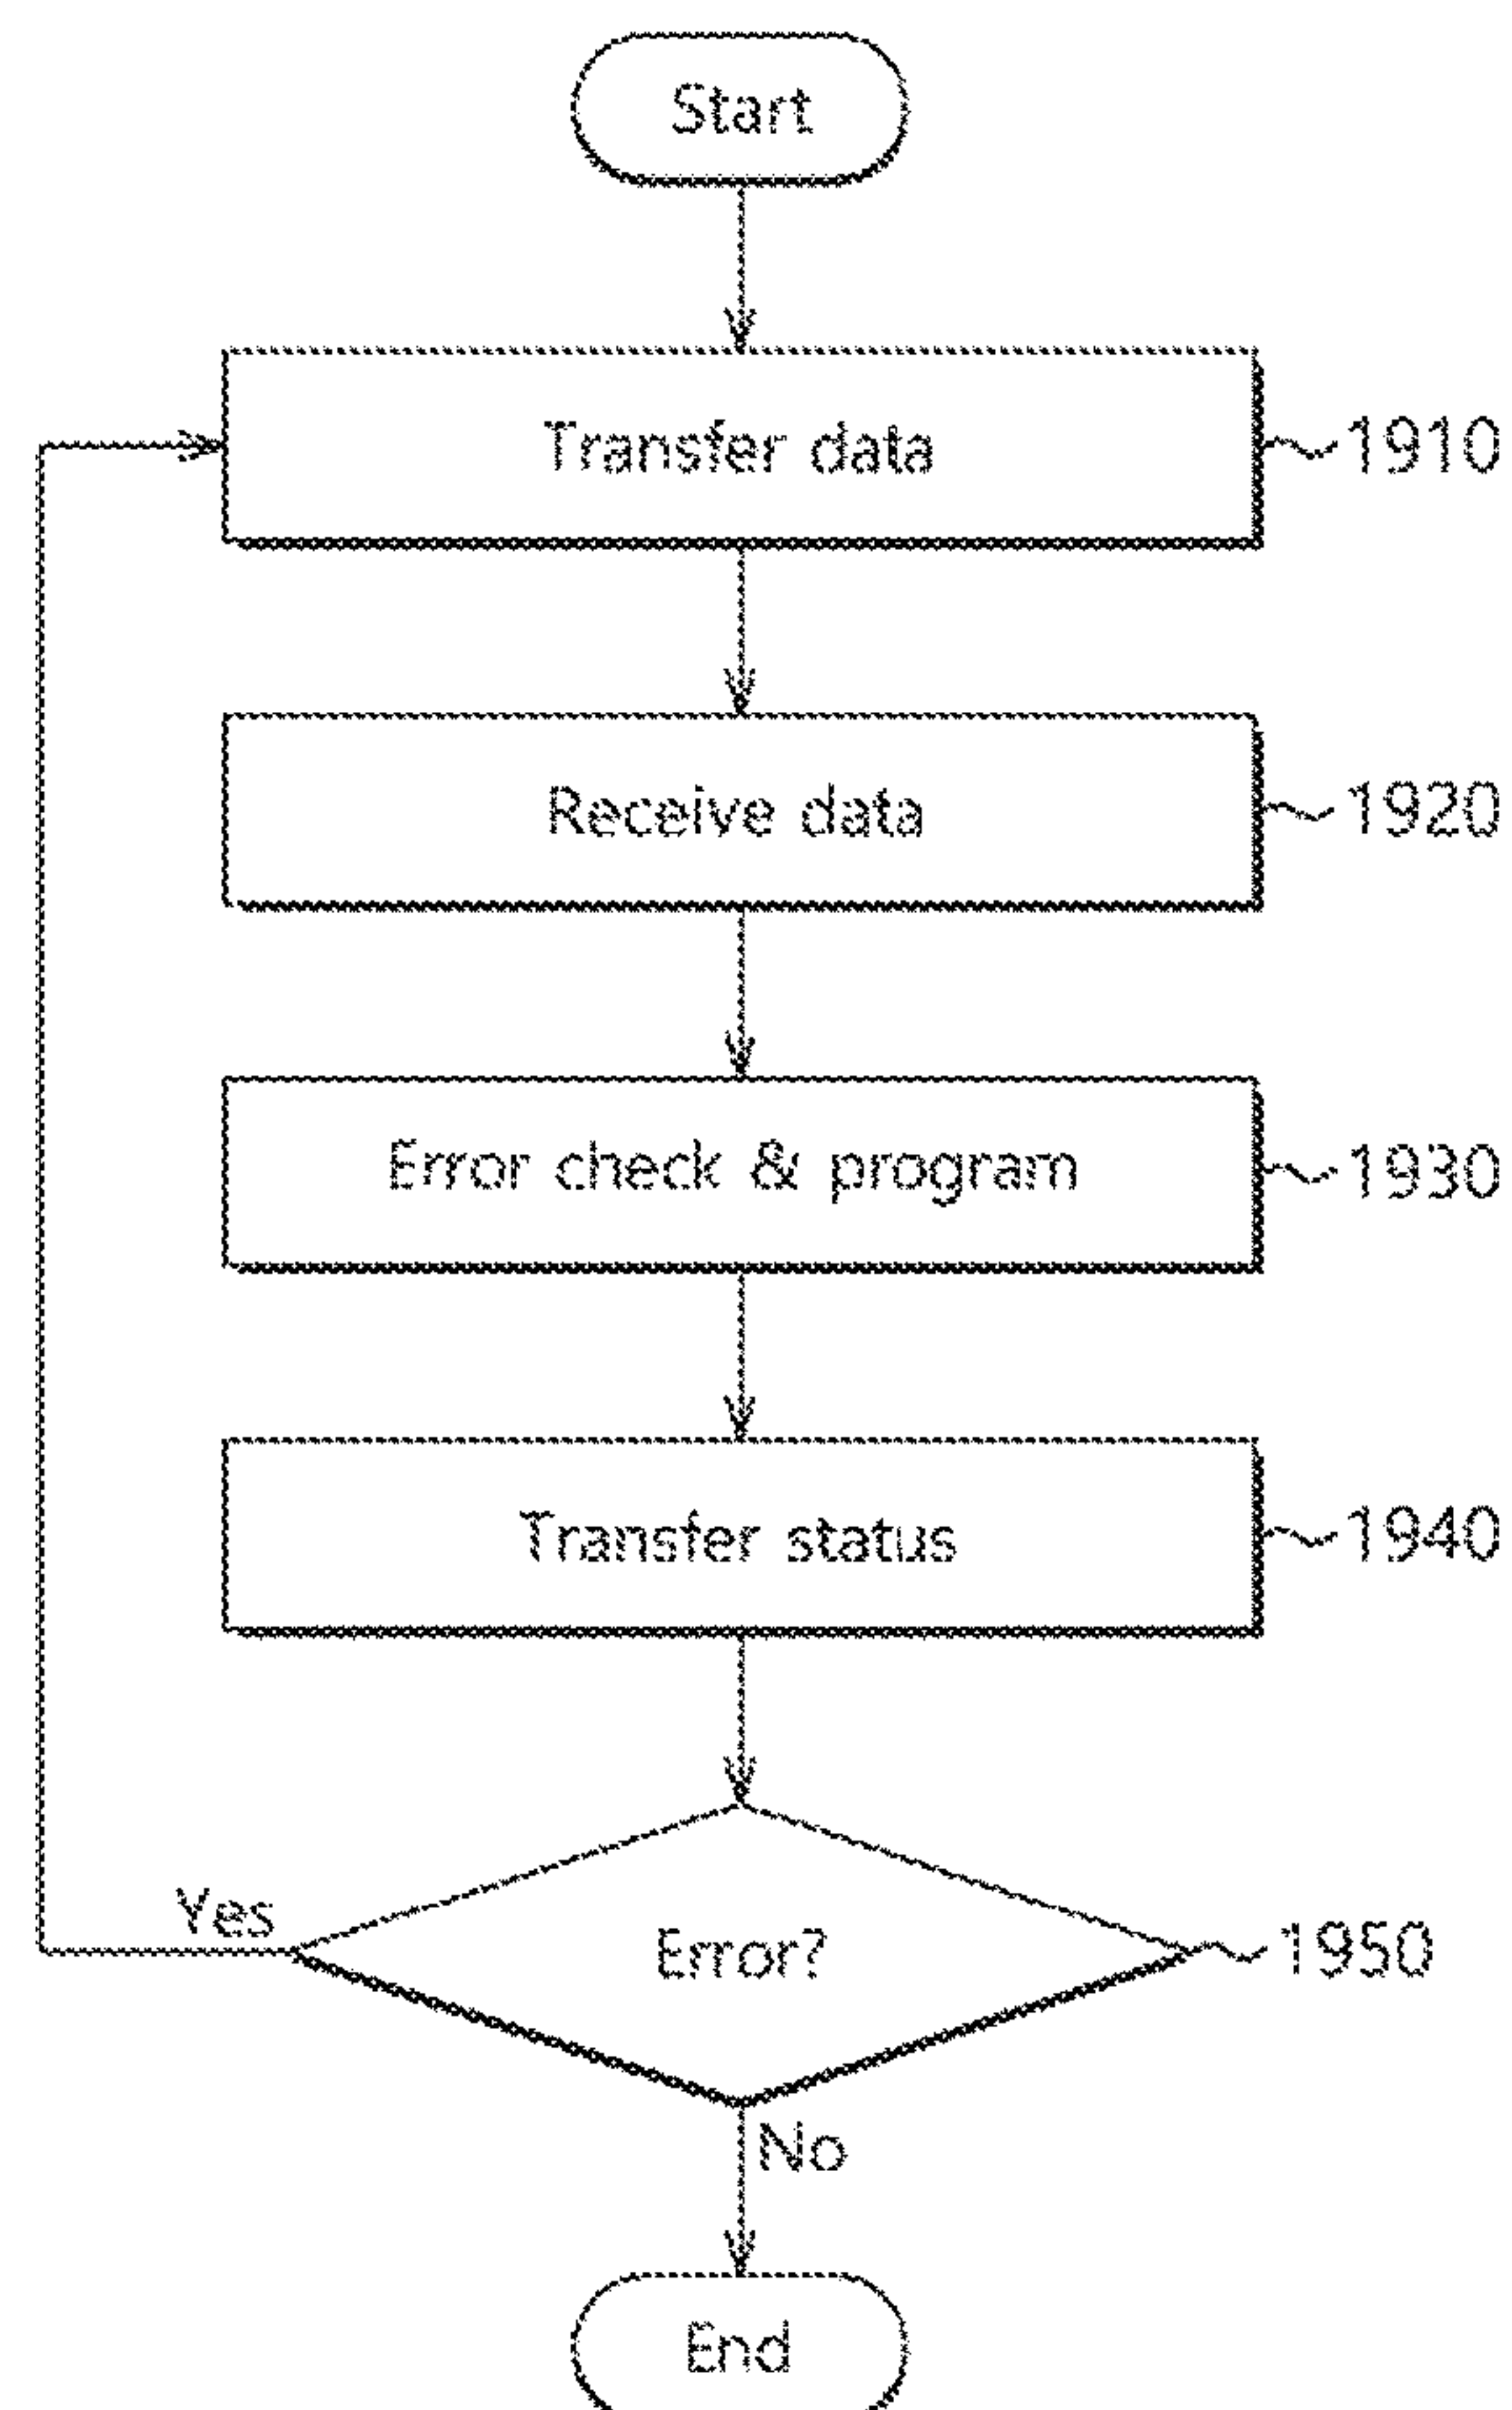 Start
Transfer data
1910
Receive data
1920
Error check & program
1930
Transfer status
1940
Yes
Error?
1950
No
End